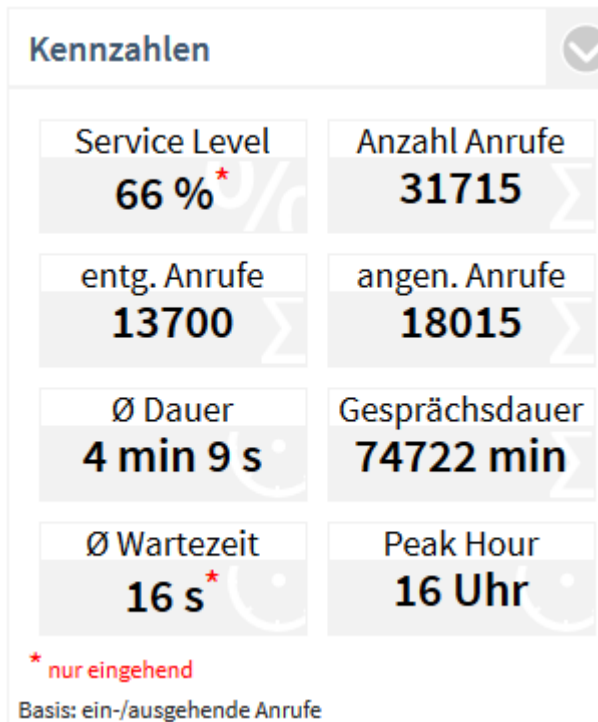 Kennzahlen
Service Level
66 %*
Anzahl Anrufe
31715
entg. Anrufe
13700
angen. Anrufe
18015
Ø Dauer
4 min 9 s
Gesprächsdauer
74722 min
Ø Wartezeit
16 s*
Peak Hour
16 Uhr
* nur eingehend
Basis: ein-/ausgehende Anrufe